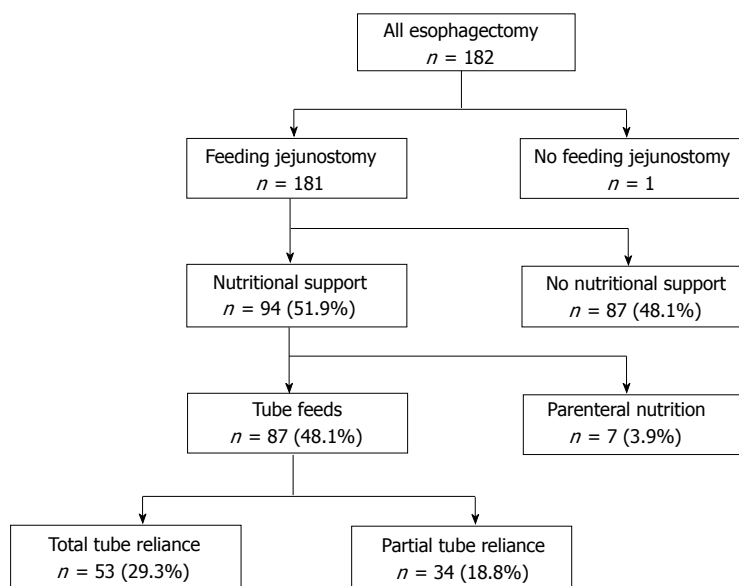 All esophagectomy
n = 182
Feeding jejunostomy
n = 181
No feeding jejunostomy
n = 1
Nutritional support
n = 94 (51.9%)
No nutritional support
n = 87 (48.1%)
Tube feeds
n = 87 (48.1%)
Parenteral nutrition
n = 7 (3.9%)
Total tube reliance
n = 53 (29.3%)
Partial tube reliance
n = 34 (18.8%)